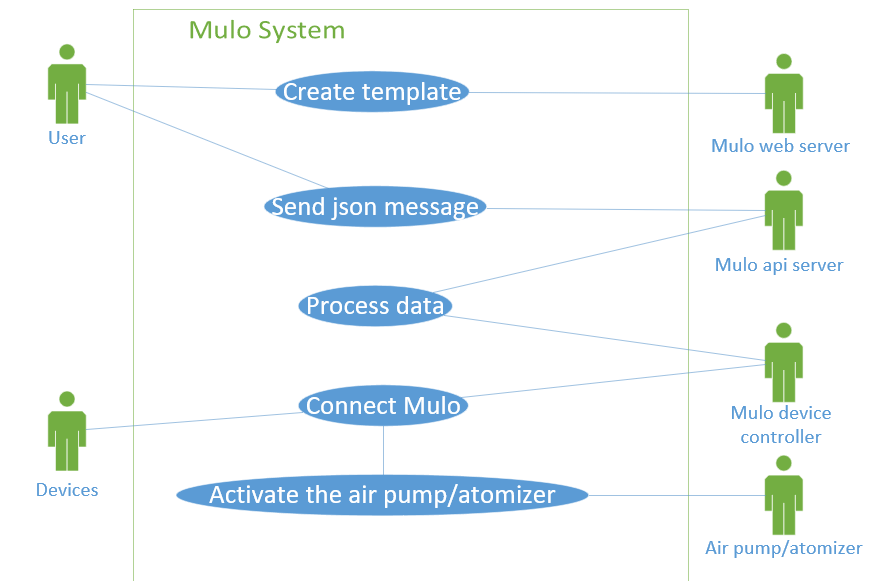 Mulo System
Create template
User
Mulo web server
Send json message
Mulo api server
Process data
Connect Mulo
Mulo device
controller
Devices
Activate the air pump/atomizer
Air pump/atomizer